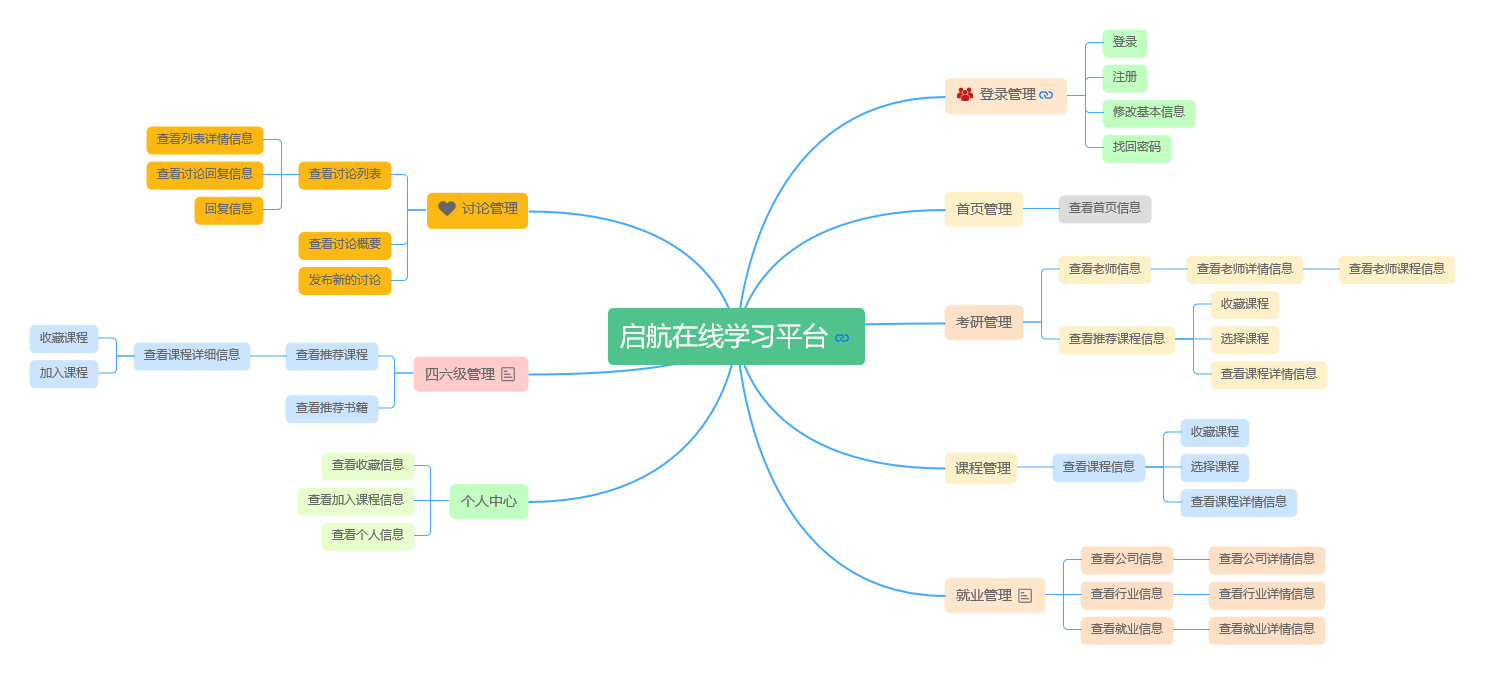 启航在线学习平台
登录管理
登录
注册
修改基本信息
找回密码
首页管理
查看首页信息
考研管理
查看老师信息
查看老师详情信息
查看老师课程信息
查看推荐课程信息
收藏课程
选择课程
查看课程详情信息
课程管理
查看课程信息
收藏课程
选择课程
查看课程详情信息
就业管理
查看公司信息
查看公司详情信息
查看行业信息
查看行业详情信息
查看就业信息
查看就业详情信息
讨论管理
查看讨论列表
查看列表详情信息
查看讨论回复信息
回复信息
查看讨论概要
发布新的讨论
四六级管理
查看推荐课程
查看课程详细信息
收藏课程
加入课程
查看推荐书籍
个人中心
查看收藏信息
查看加入课程信息
查看个人信息